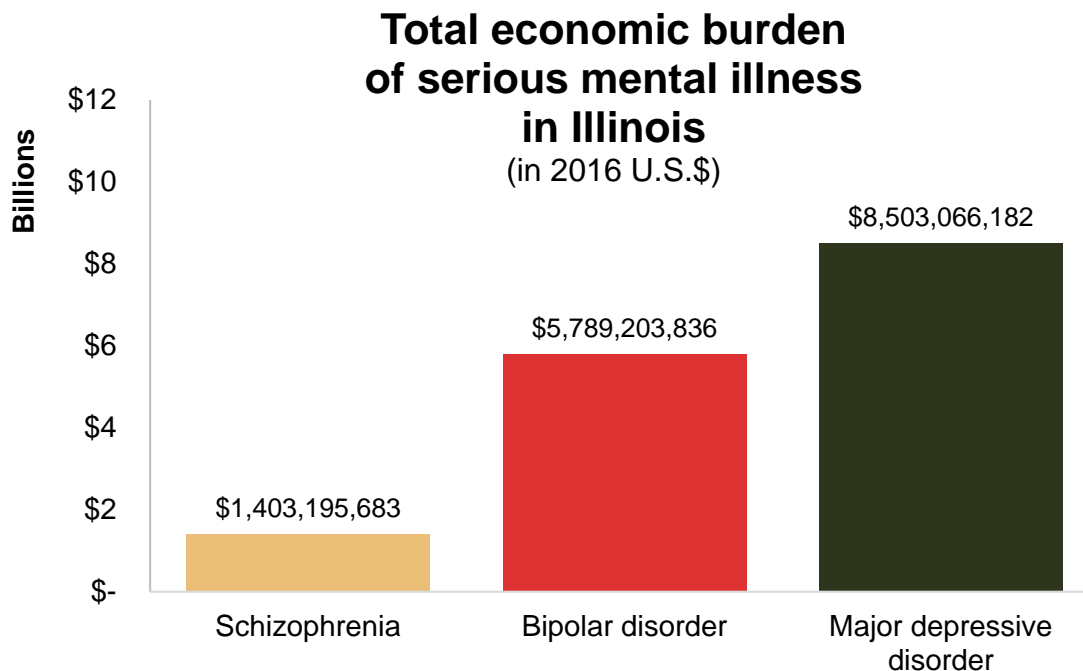 Total economic burden
of serious mental illness
in Illinois
(in 2016 U.S.$)
Billions
$12
$10
$8
$6
$4
$2
$-
$1,403,195,683
$5,789,203,836
$8,503,066,182
Schizophrenia
Bipolar disorder
Major depressive
disorder